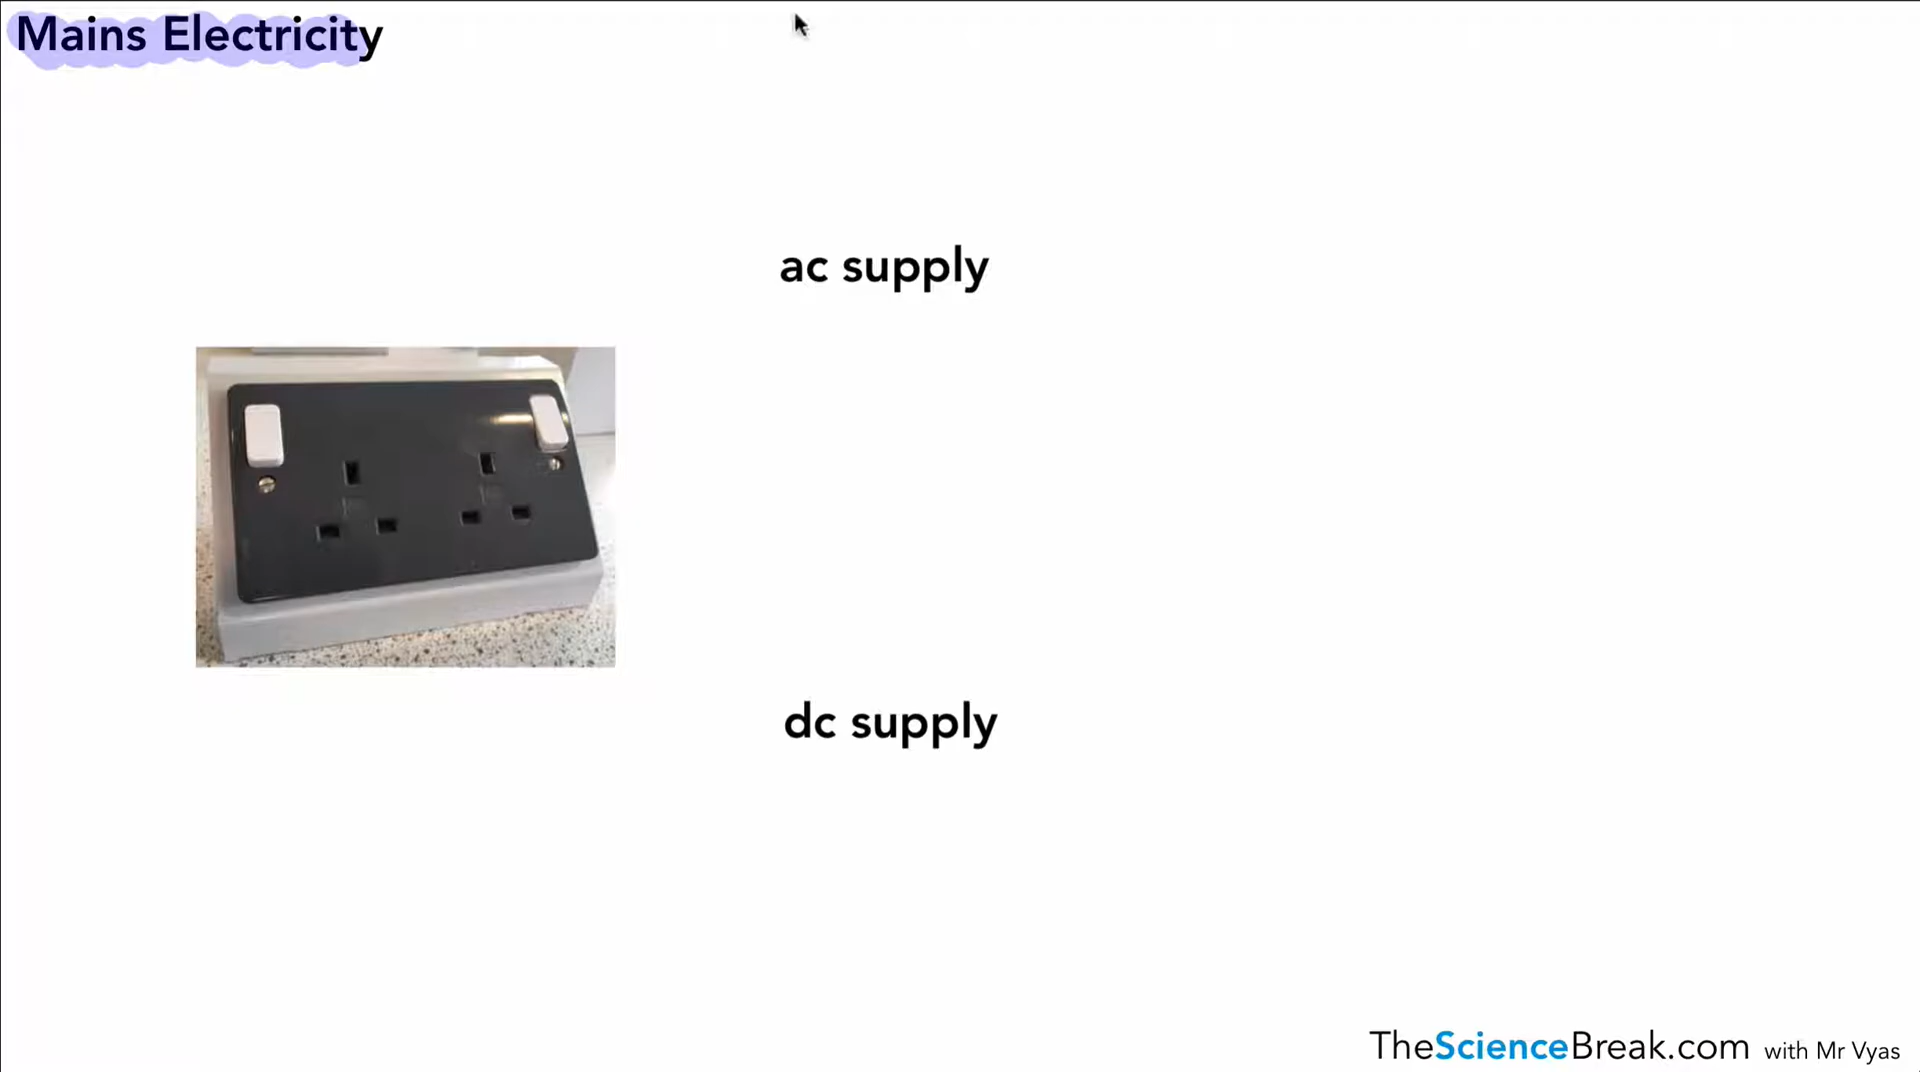 Mains Electricity
ac supply
dc supply
TheScienceBreak.com with Mr Vyas